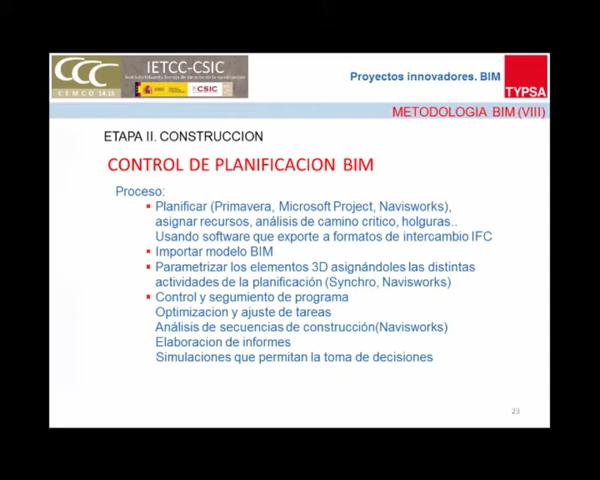 CCC
CEMCO 14.15
IETCC-CSIC
CSIC
Proyectos innovadores. BIM
TYPSA
METODOLOGIA BIM (VIII)
ETAPA II. CONSTRUCCION
CONTROL DE PLANIFICACION BIM
Proceso:
Planificar (Primavera, Microsoft Project, Navisworks),
asignar recursos, análisis de camino critico, holguras..
Usando software que exporte a formatos de intercambio IFC
Importar modelo BIM
Parametrizar los elementos 3D asignándoles las distintas
actividades de la planificación (Synchro, Navisworks)
Control y segumiento de programa
Optimizacion y ajuste de tareas
Análisis de secuencias de construcción(Navisworks)
Elaboracion de informes
Simulaciones que permitan la toma de decisiones
23